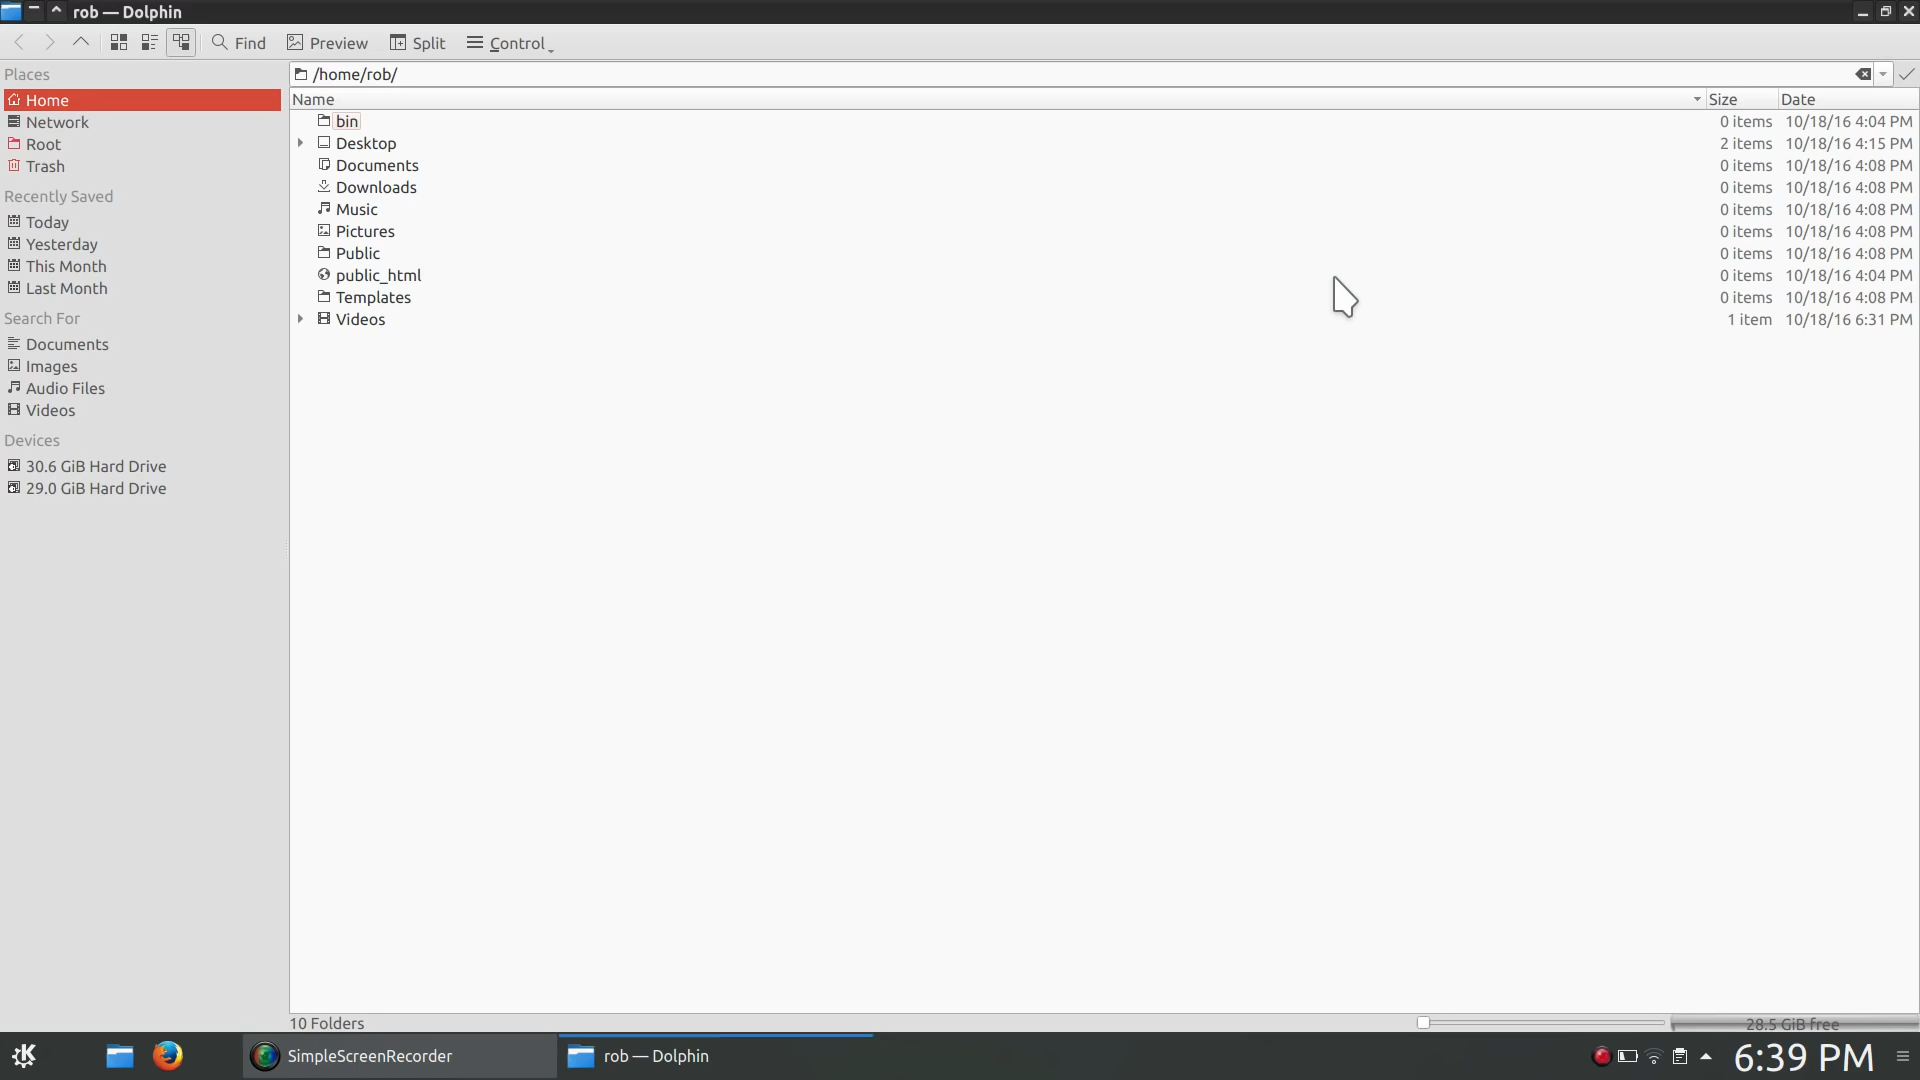 rob — Dolphin
Find Preview Split Control
Places
Home
Network
Root
Trash
Recently Saved
Today
Yesterday
This Month
Last Month
Search For
Documents
Images
Audio Files
Videos
Devices
30.6 GiB Hard Drive
29.0 GiB Hard Drive
/home/rob/
Name Size Date
bin 0 items 10/18/16 4:04 PM
Desktop 2 items 10/18/16 4:15 PM
Documents 0 items 10/18/16 4:08 PM
Downloads 0 items 10/18/16 4:08 PM
Music 0 items 10/18/16 4:08 PM
Pictures 0 items 10/18/16 4:08 PM
Public 0 items 10/18/16 4:08 PM
public_html 0 items 10/18/16 4:04 PM
Templates 0 items 10/18/16 4:08 PM
Videos 1 item 10/18/16 6:31 PM
10 Folders 28.5 GiB free
SimpleScreenRecorder rob — Dolphin 6:39 PM